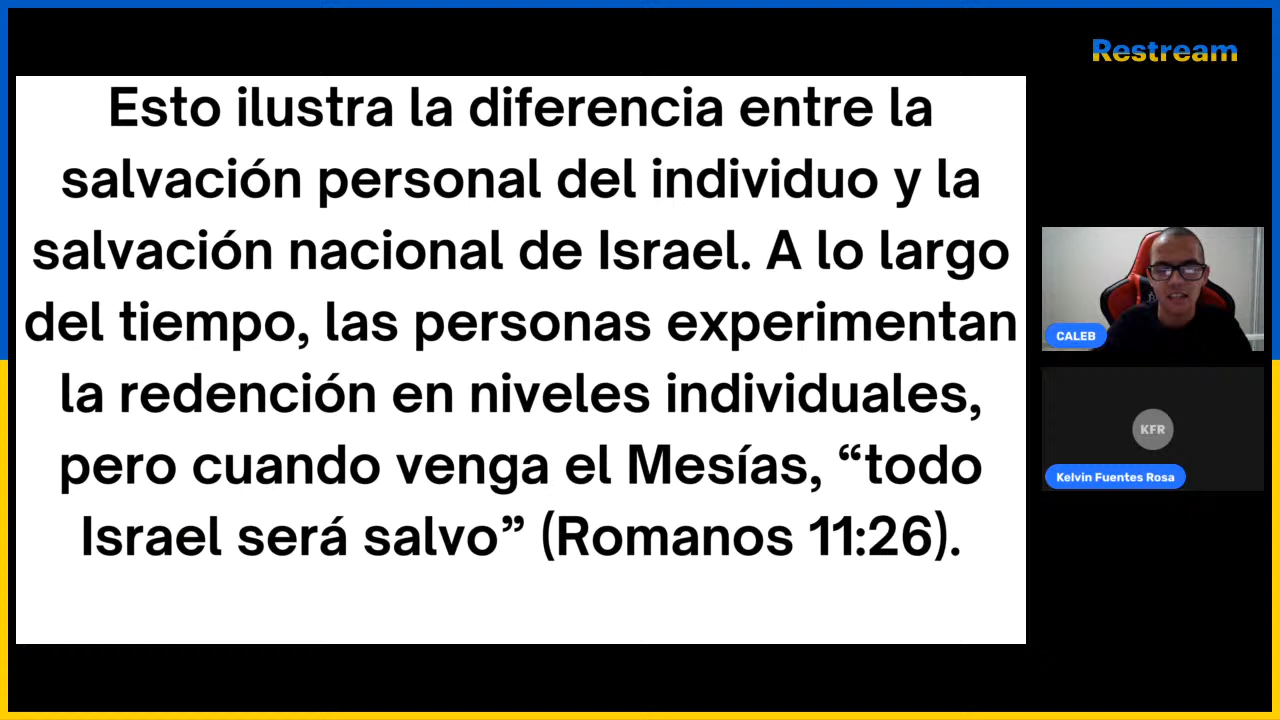 Restream
Esto ilustra la diferencia entre la
salvación personal del individuo y la
salvación nacional de Israel. A lo largo
del tiempo, las personas experimentan
la redención en niveles individuales,
pero cuando venga el Mesías, “todo
Israel será salvo” (Romanos 11:26).
CALEB
KFR
Kelvin Fuentes Rosa